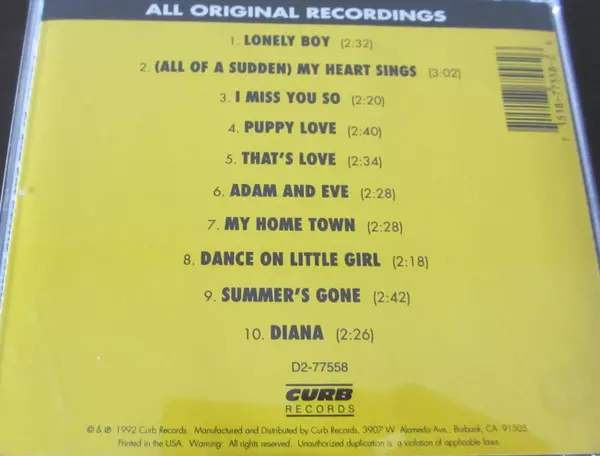 ALL ORIGINAL RECORDINGS
1. LONELY BOY (2:32)
2. (ALL OF A SUDDEN) MY HEART SINGS (3:02)
3. I MISS YOU SO (2:20)
4. PUPPY LOVE (2:40)
5. THAT'S LOVE (2:34)
6. ADAM AND EVE (2:28)
7. MY HOME TOWN (2:28)
8. DANCE ON LITTLE GIRL (2:18)
9. SUMMER'S GONE (2:42)
10. DIANA (2:26)
D2-77558
CURB
RECORDS
© & ℗ 1992 Curb Records. Manufactured and Distributed by Curb Records, 3907 W. Alameda Ave., Burbank, CA 91505.
Printed in the USA. Warning: All rights reserved. Unauthorized duplication is a violation of applicable laws.